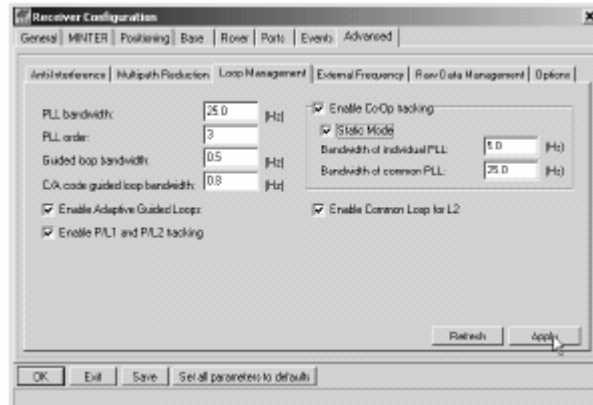 Receiver Configuration
General MINTER Positioning Base Rover Ports Events Advanced
Anti-Interference Multipath Reduction Loop Management External Frequency Raw Data Management Options
PLL bandwidth: 25.0 (Hz)
PLL order: 3
Guided loop bandwidth: 0.5 (Hz)
C/A code guided loop bandwidth: 0.8 (Hz)
Enable Adaptive Guided Loops
Enable P/L1 and P/L2 tracking
Enable Co-Op tracking
Static Mode
Bandwidth of individual PLL: 5.0 (Hz)
Bandwidth of common PLL: 25.0 (Hz)
Enable Common Loop for L2
Refresh Apply
OK Exit Save Set all parameters to defaults